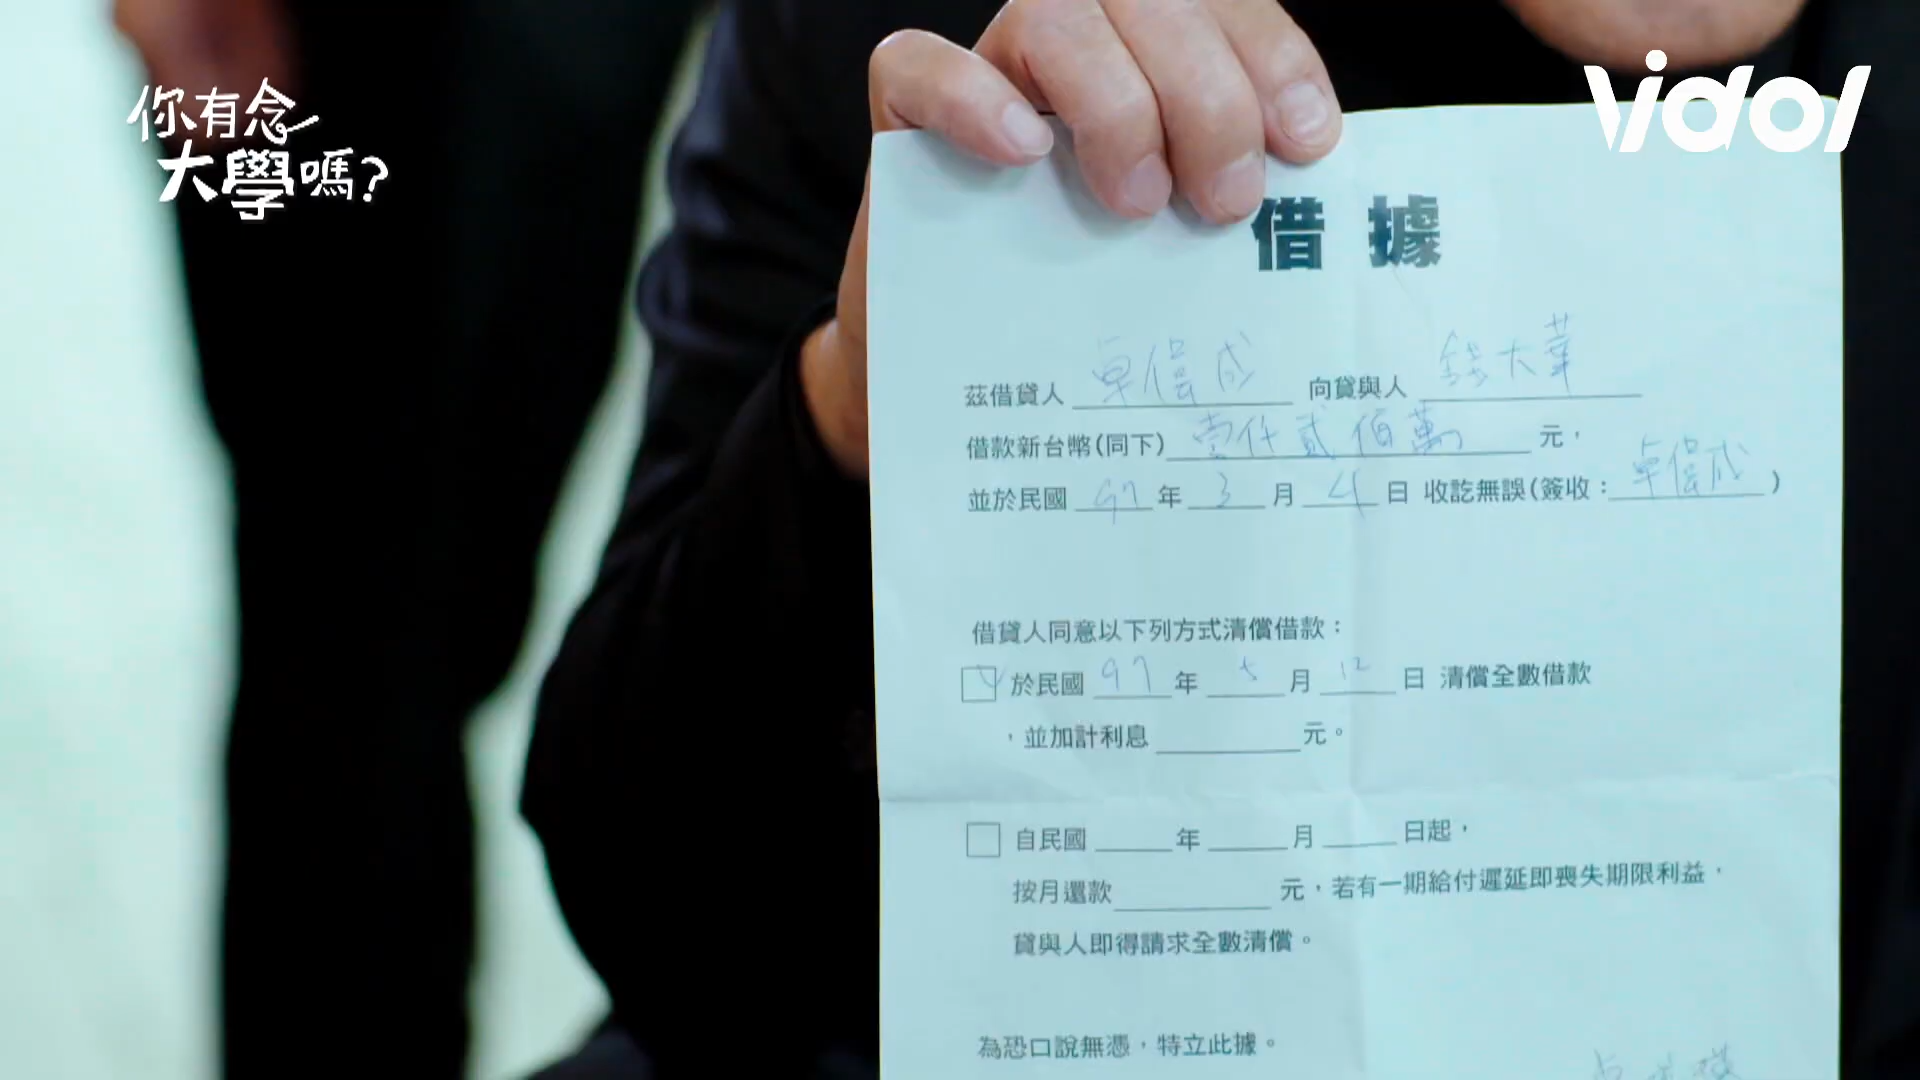 你有念
大學嗎?
Vidol
借據
茲借貸人 卓偉成 向貸與人 錢大華
借款新台幣(同下) 壹仟貳佰萬 元，
並於民國 97 年 3 月 4 日 收訖無誤(簽收：卓偉成)
借貸人同意以下列方式清償借款：
於民國 97 年 5 月 12 日 清償全數借款
，並加計利息 元。
自民國 年 月 日起，
按月還款 元，若有一期給付遲延即喪失期限利益，
貸與人即得請求全數清償。
為恐口說無憑，特立此據。